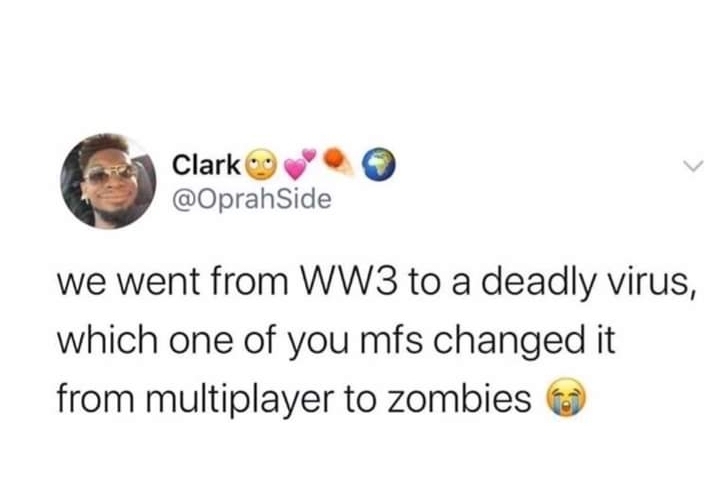 Clark🙄💕☄️🌍
@OprahSide
we went from WW3 to a deadly virus,
which one of you mfs changed it
from multiplayer to zombies 😭